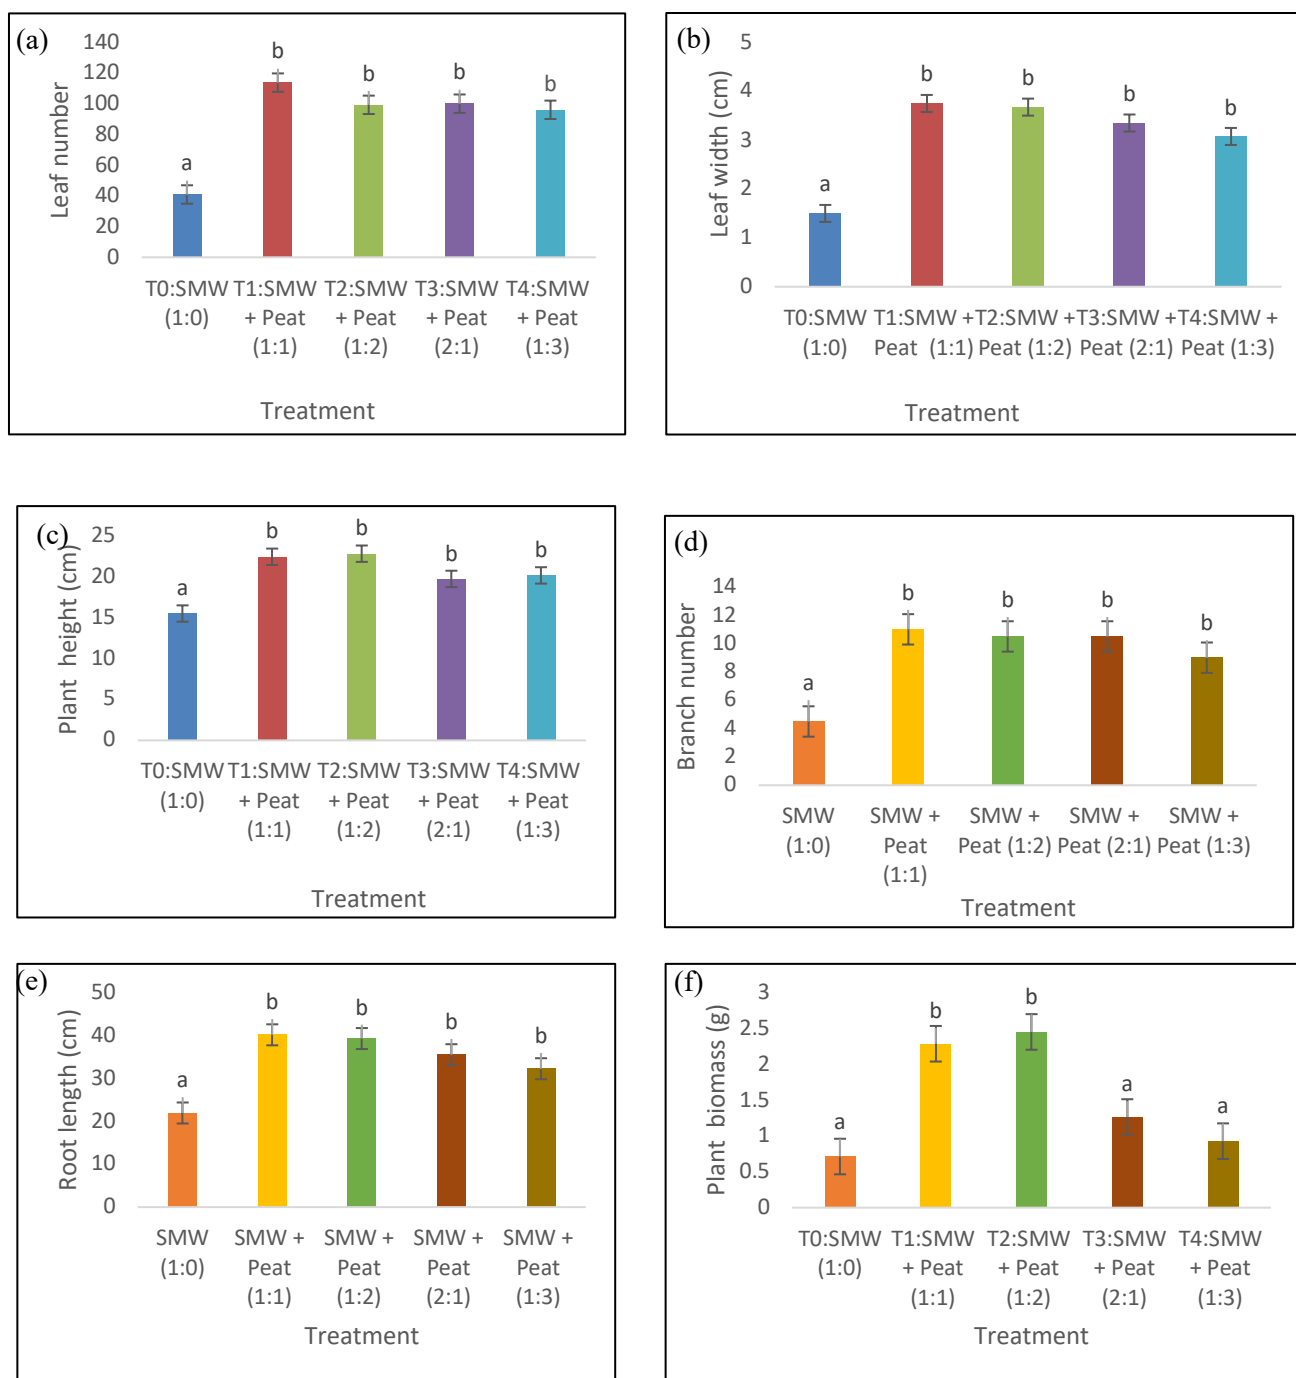 (a)
Leaf number
140
120
100
80
60
40
20
0
a
b
b
b
b
T0:SMW T1:SMW T2:SMW T3:SMW T4:SMW
(1:0) + Peat + Peat + Peat + Peat
(1:1) (1:2) (2:1) (1:3)
Treatment
(b)
Leaf width (cm)
5
4
3
2
1
0
a
b
b
b
b
T0:SMW T1:SMW +T2:SMW +T3:SMW +T4:SMW +
(1:0) Peat (1:1) Peat (1:2) Peat (2:1) Peat (1:3)
Treatment
(c)
Plant height (cm)
25
20
15
10
5
0
a
b
b
b
b
T0:SMW T1:SMW T2:SMW T3:SMW T4:SMW
(1:0) + Peat + Peat + Peat + Peat
(1:1) (1:2) (2:1) (1:3)
Treatment
(d)
Branch number
14
12
10
8
6
4
2
0
a
b
b
b
b
SMW SMW + SMW + SMW + SMW +
(1:0) Peat Peat (1:2) Peat (2:1) Peat (1:3)
(1:1)
Treatment
(e)
Root length (cm)
50
40
30
20
10
0
a
b
b
b
b
SMW SMW + SMW + SMW + SMW +
(1:0) Peat Peat Peat Peat
(1:1) (1:2) (2:1) (1:3)
Treatment
(f)
Plant biomass (g)
3
2.5
2
1.5
1
0.5
0
a
b
b
a
a
T0:SMW T1:SMW T2:SMW T3:SMW T4:SMW
(1:0) + Peat + Peat + Peat + Peat
(1:1) (1:2) (2:1) (1:3)
Treatment